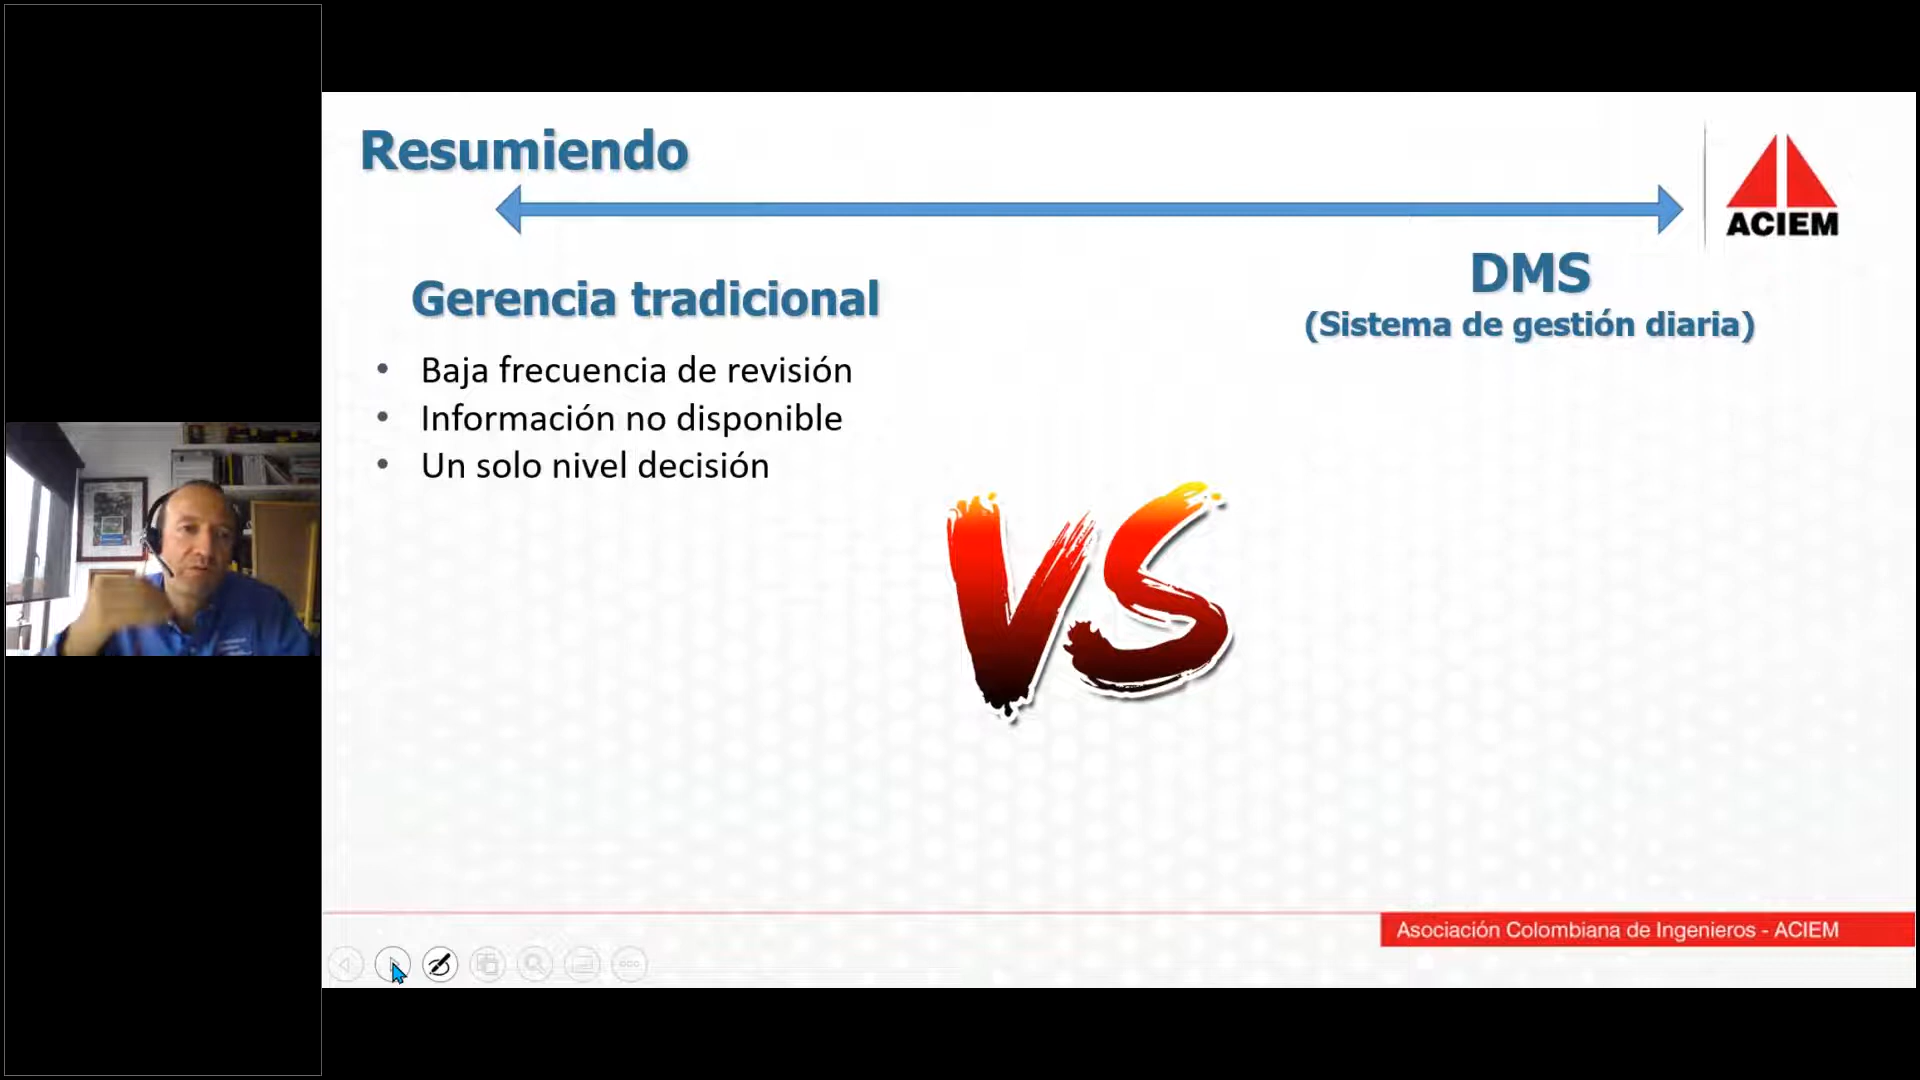 Resumiendo
ACIEM
Gerencia tradicional
• Baja frecuencia de revisión
• Información no disponible
• Un solo nivel decisión
VS
DMS
(Sistema de gestión diaria)
Asociación Colombiana de Ingenieros - ACIEM